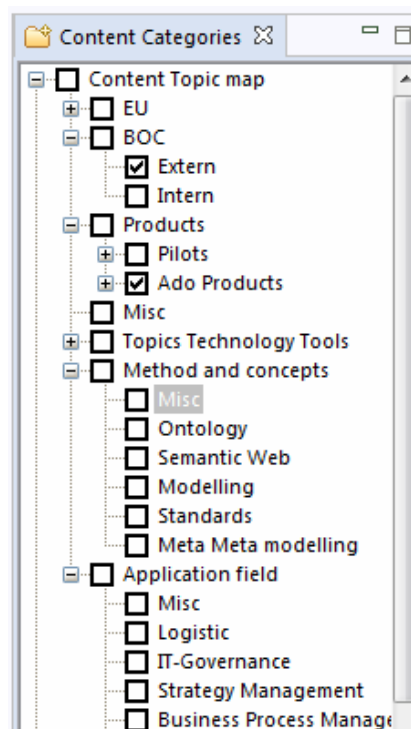 Content Categories
Content Topic map
EU
BOC
Extern
Intern
Products
Pilots
Ado Products
Misc
Topics Technology Tools
Method and concepts
Misc
Ontology
Semantic Web
Modelling
Standards
Meta Meta modelling
Application field
Misc
Logistic
IT-Governance
Strategy Management
Business Process Manage